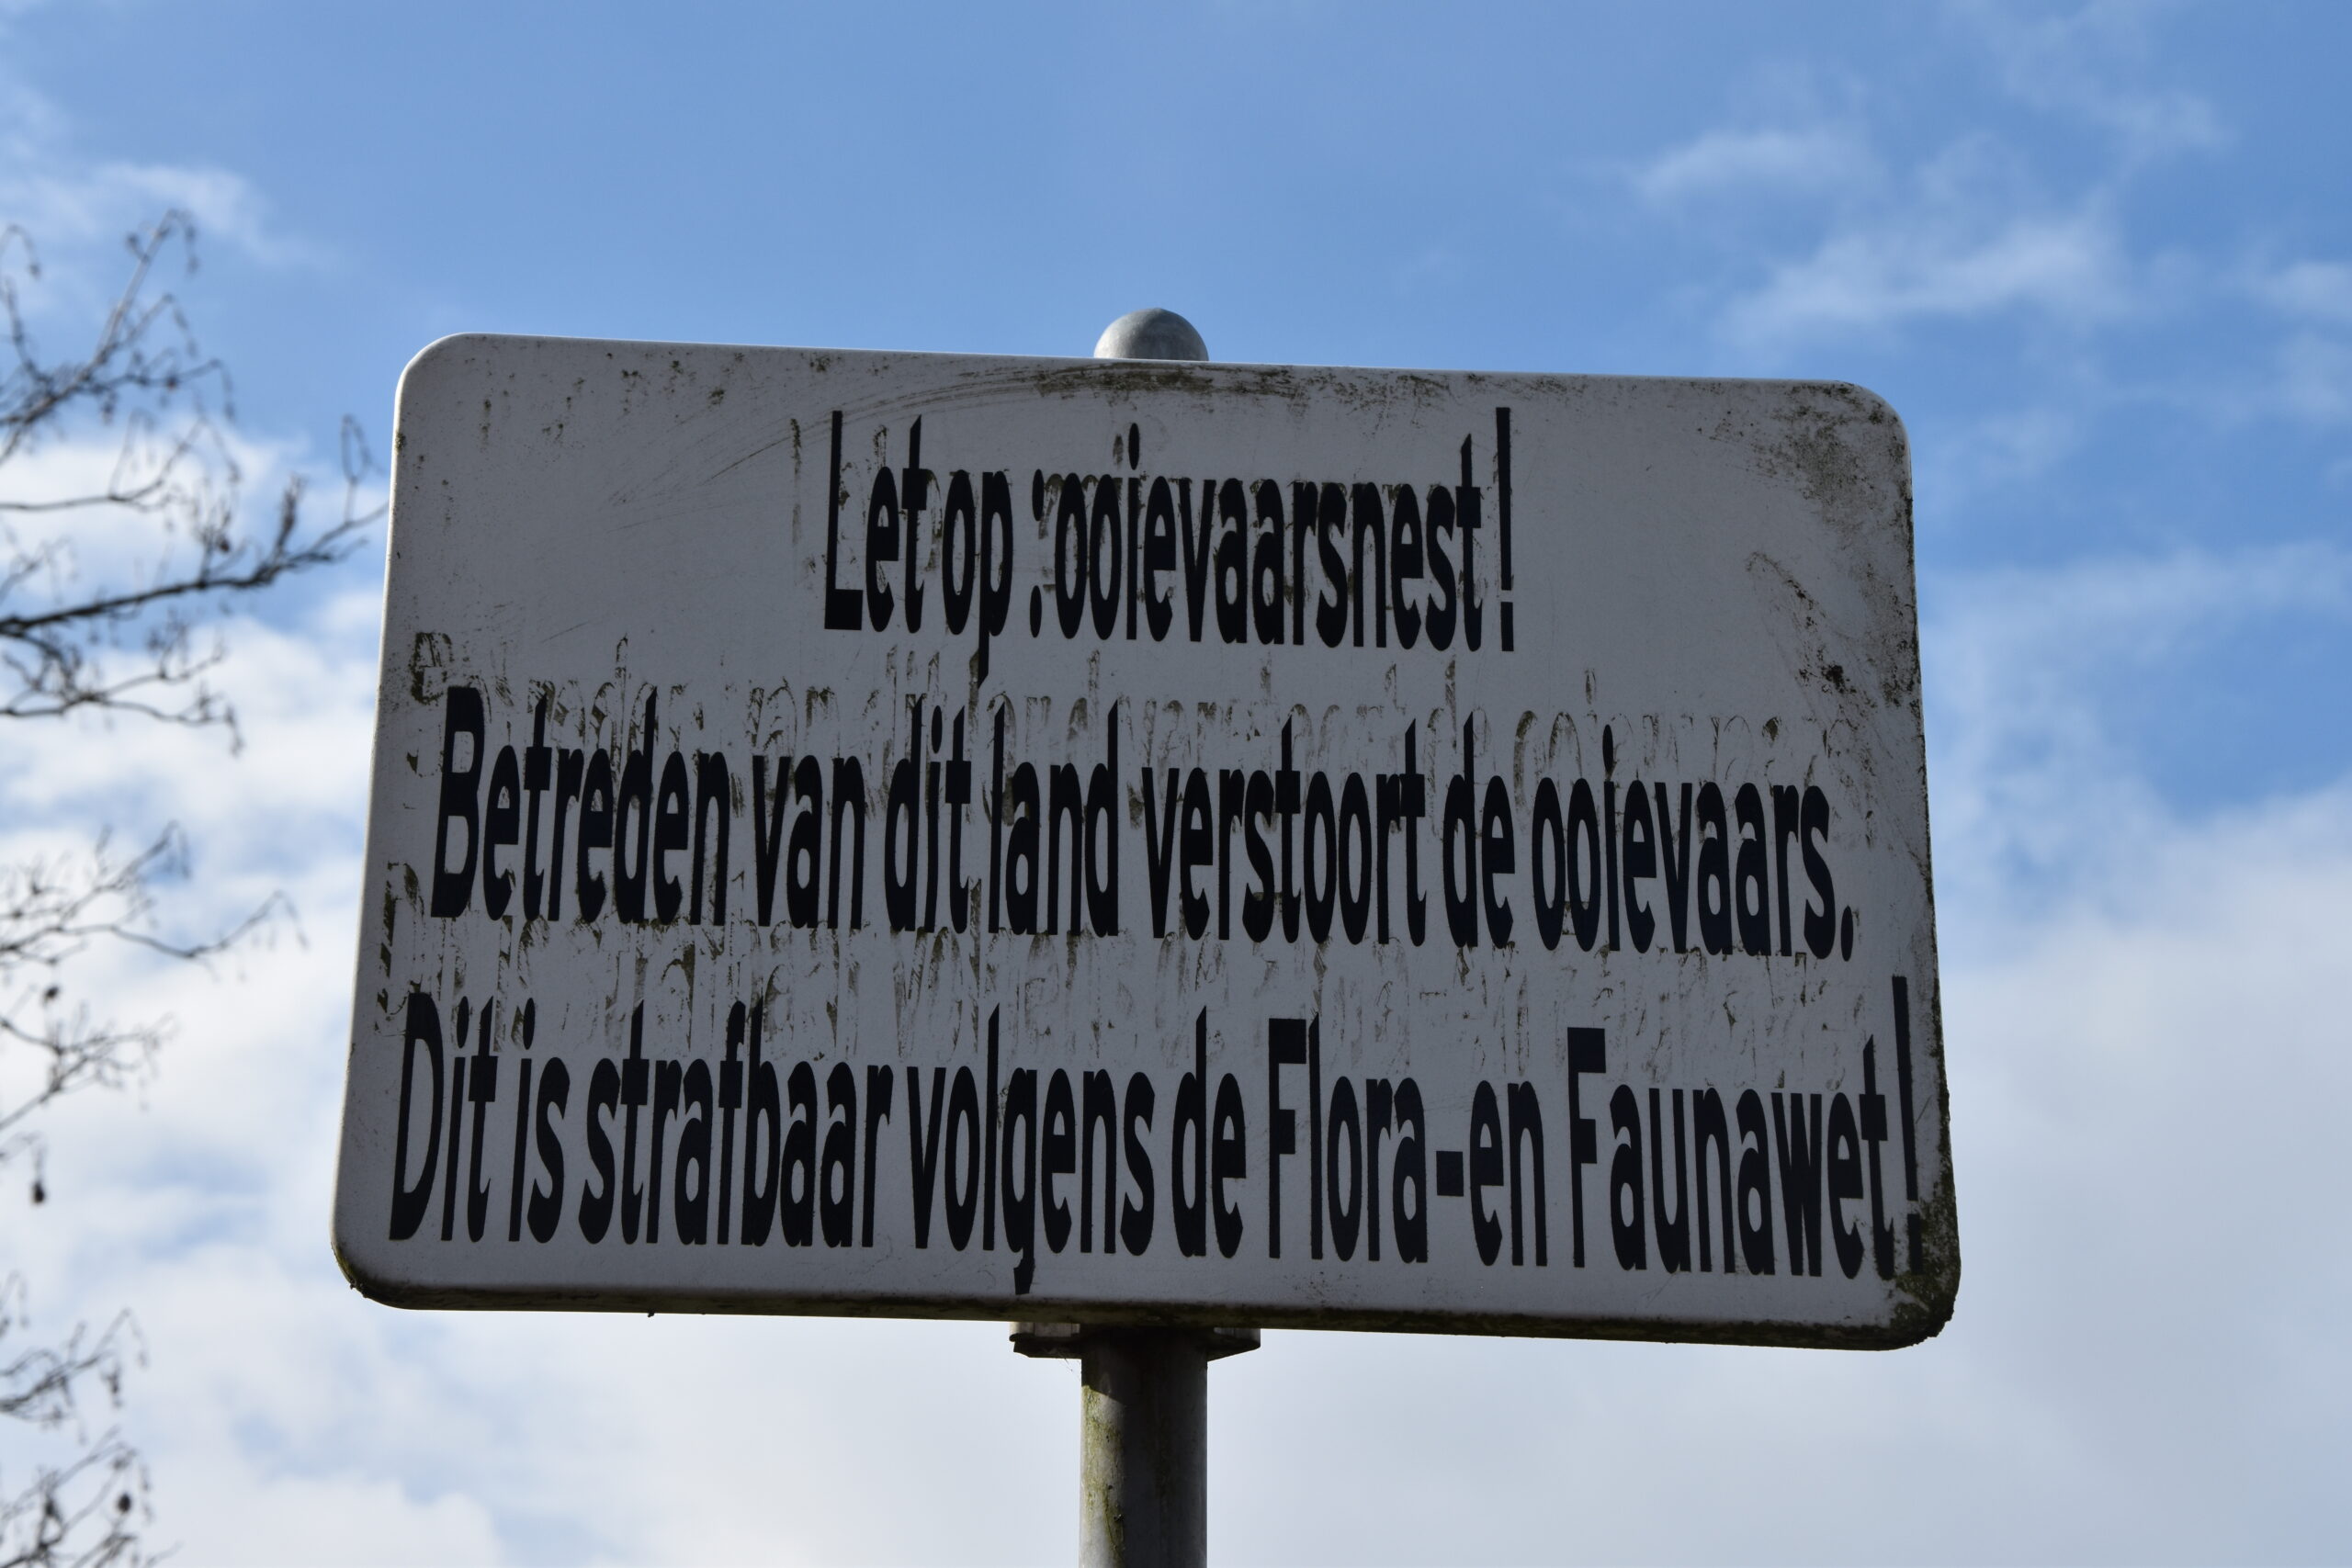 Let op :ooievaarsnest!
Betreden van dit land verstoort de ooievaars.
Dit is strafbaar volgens de Flora-en Faunawet!